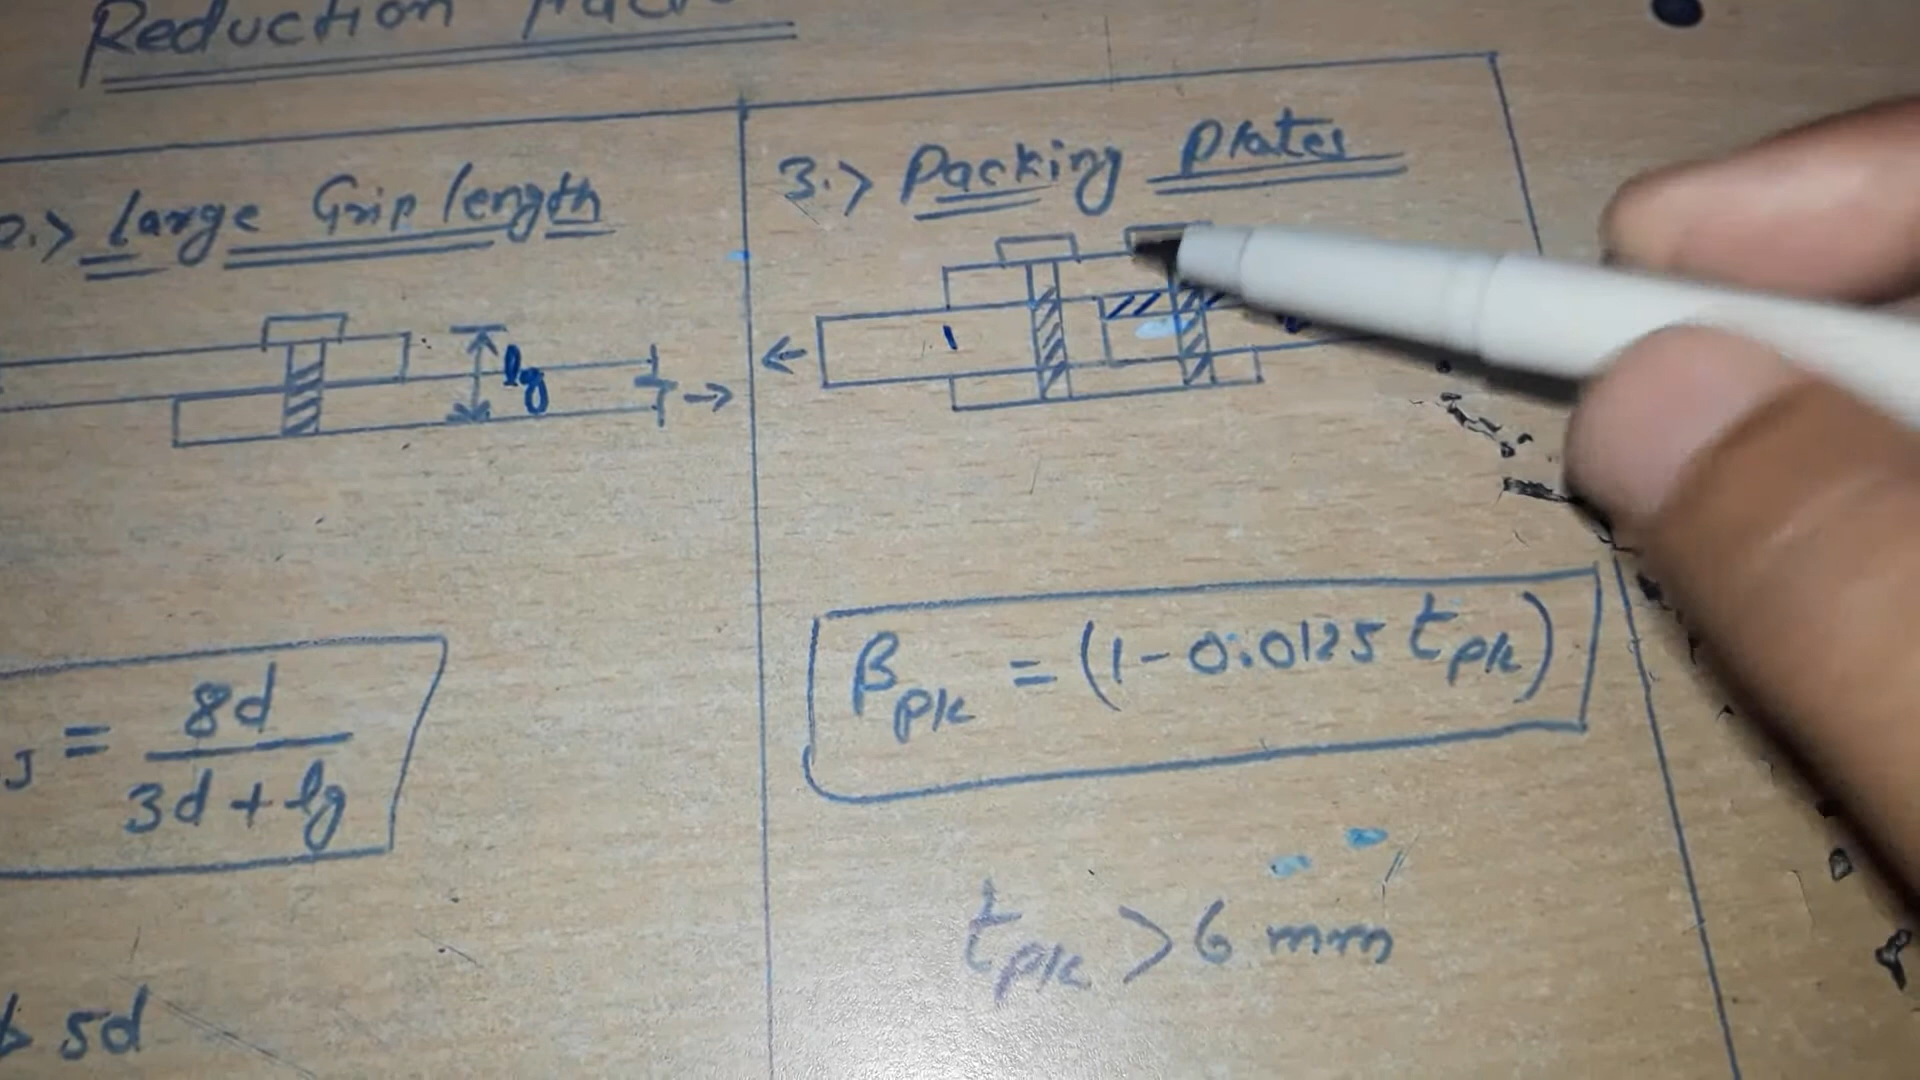 Reduction
2.> Large Grip length
lg
J = 8d
3d + lg
5d
3.> Packing Plates
1
βpk = (1 - 0.0125 tpk)
tpk > 6 mm